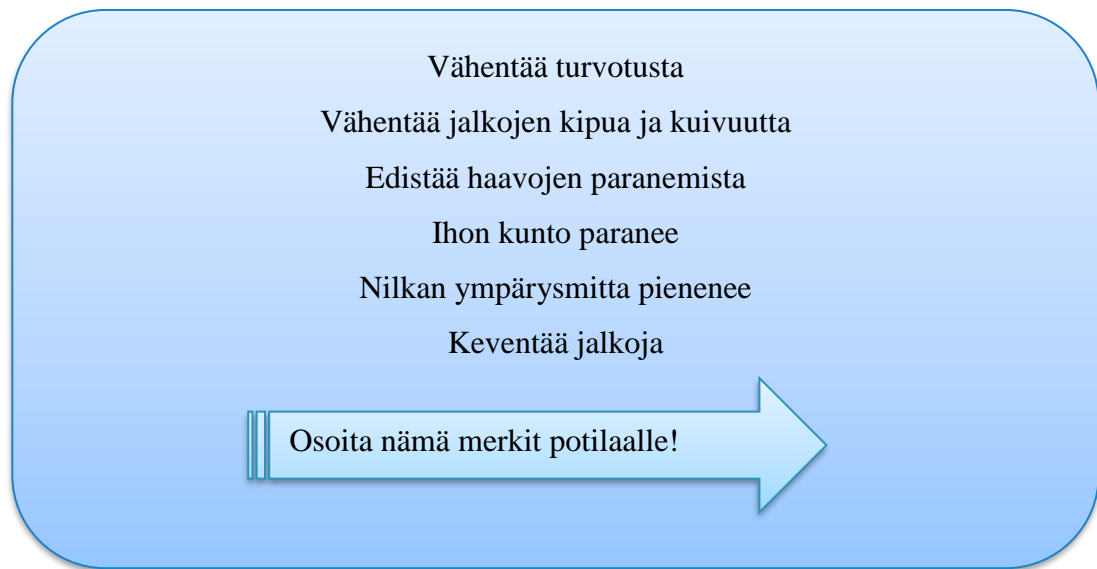 Vähentää turvotusta
Vähentää jalkojen kipua ja kuivuutta
Edistää haavojen paranemista
Ihon kunto paranee
Nilkan ympärysmitta pienenee
Keventää jalkoja
Osoita nämä merkit potilaalle!